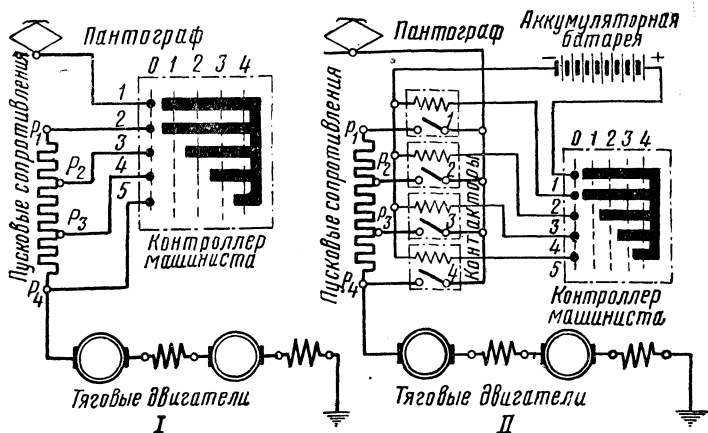 Пантограф
0 1 2 3 4
1
2
3
4
5
Р1
Р2
Р3
Р4
Пусковые сопротивления
Контроллер
машиниста
Тяговые двигатели
I
Пантограф
Аккумуляторная
батарея
- +
Р1
Р2
Р3
Р4
Пусковые сопротивления
1
2
3
4
Контакторы
0 1 2 3 4
1
2
3
4
5
Контроллер
машиниста
Тяговые двигатели
II